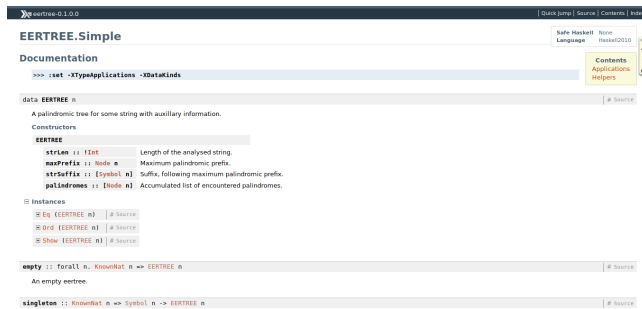 eertree-0.1.0.0 | Quick Jump | Source | Contents | Inde
EERTREE.Simple
Safe Haskell None
Language Haskell2010
Documentation
Contents
Applications
Helpers
>>> :set -XTypeApplications -XDataKinds
data EERTREE n # Source
A palindromic tree for some string with auxillary information.
Constructors
EERTREE
strLen :: !Int Length of the analysed string.
maxPrefix :: Node n Maximum palindromic prefix.
strSuffix :: [Symbol n] Suffix, following maximum palindromic prefix.
palindromes :: [Node n] Accumulated list of encountered palindromes.
Instances
Eq (EERTREE n) # Source
Ord (EERTREE n) # Source
Show (EERTREE n) # Source
empty :: forall n. KnownNat n => EERTREE n # Source
An empty eertree.
singleton :: KnownNat n => Symbol n -> EERTREE n # Source